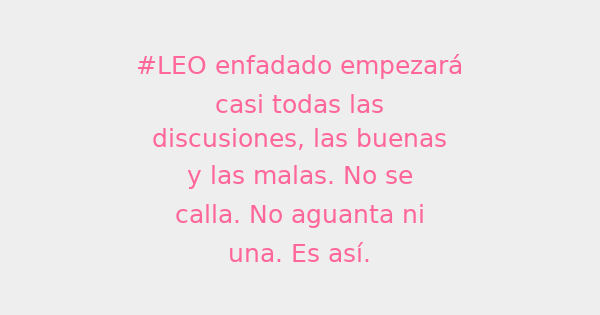 #LEO enfadado empezará
casi todas las
discusiones, las buenas
y las malas. No se
calla. No aguanta ni
una. Es así.